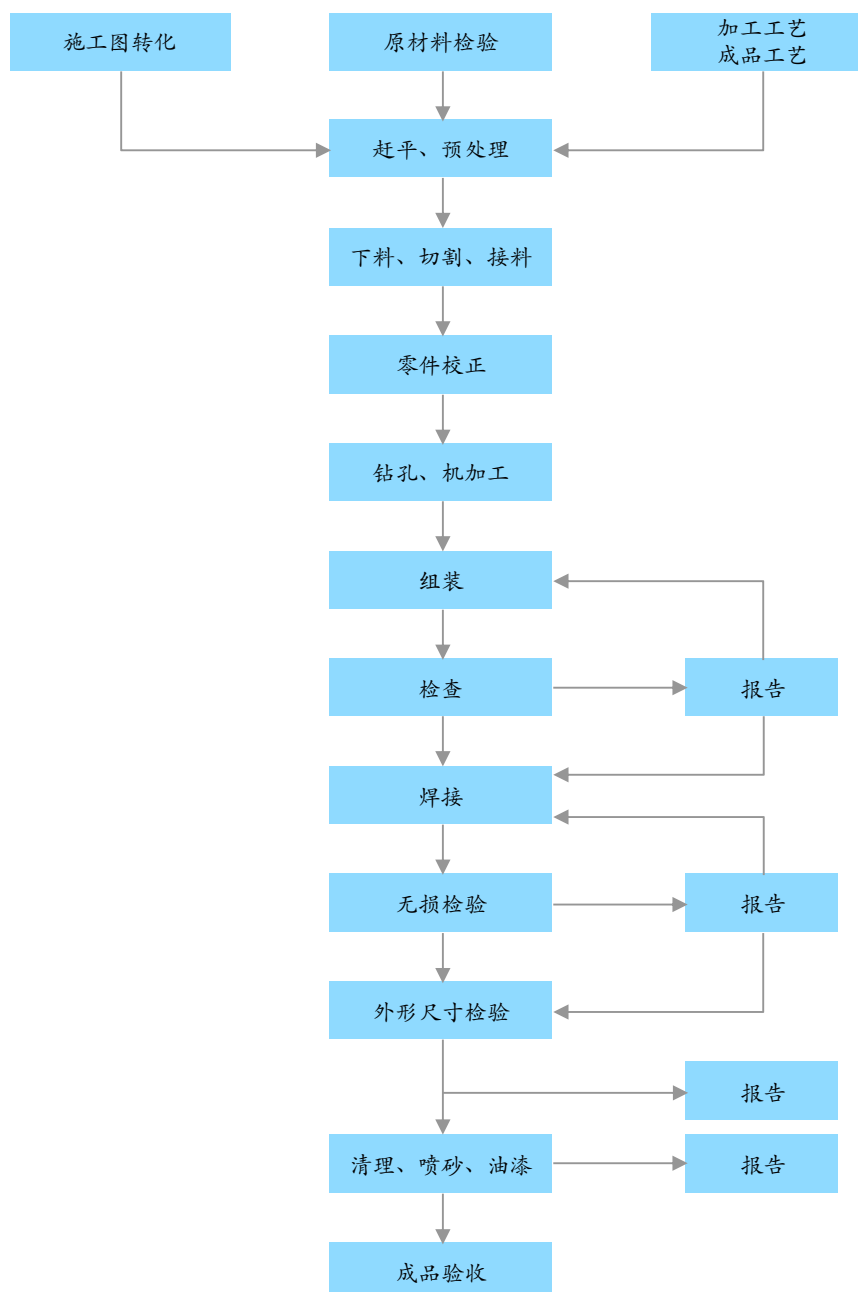 施工图转化
原材料检验
加工工艺
成品工艺
赶平、预处理
下料、切割、接料
零件校正
钻孔、机加工
组装
检查
报告
焊接
无损检验
报告
外形尺寸检验
报告
清理、喷砂、油漆
报告
成品验收